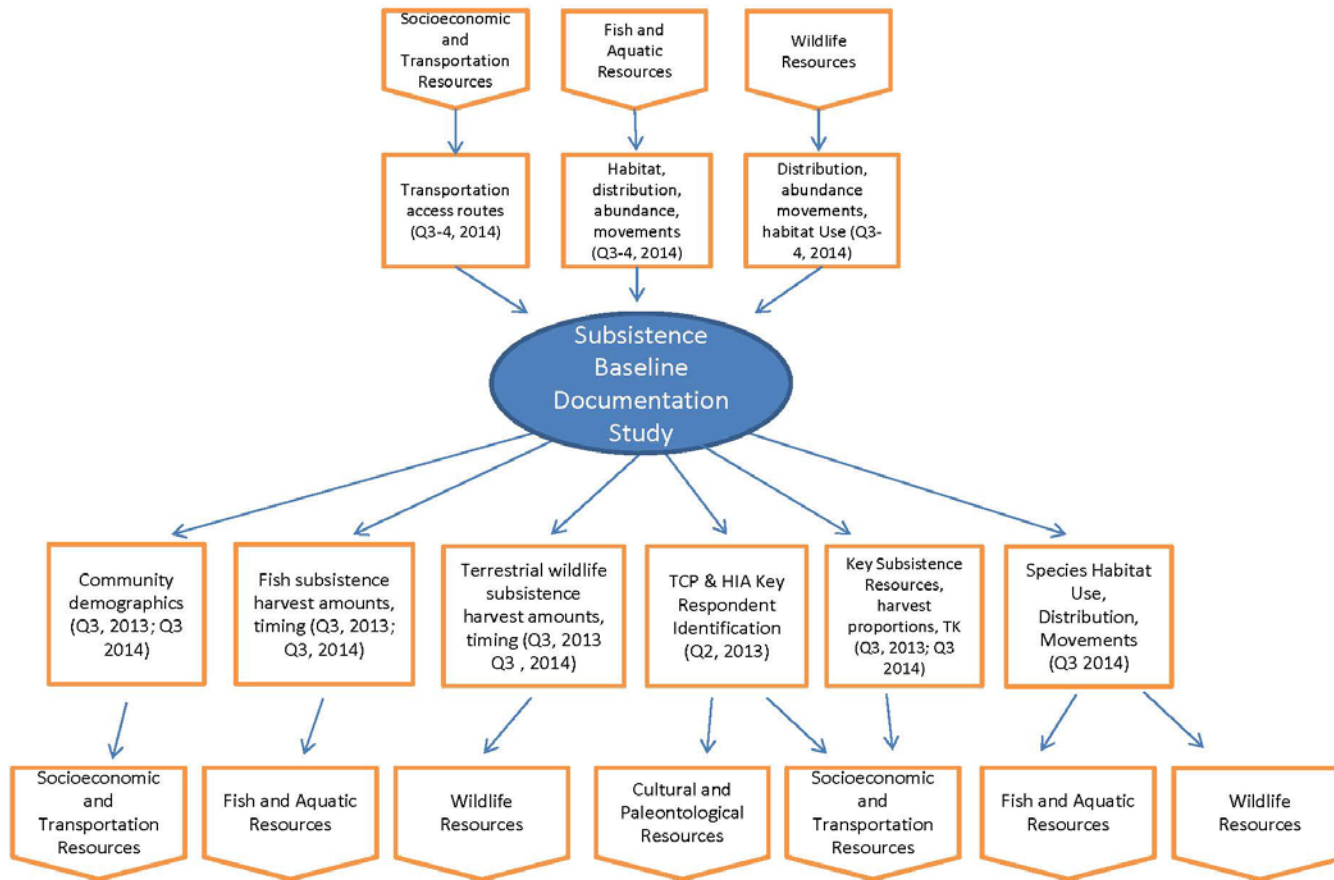 Socioeconomic
and
Transportation
Resources
Fish and
Aquatic
Resources
Wildlife
Resources
Transportation
access routes
(Q3-4, 2014)
Habitat,
distribution,
abundance,
movements
(Q3-4, 2014)
Distribution,
abundance
movements,
habitat Use (Q3-
4, 2014)
Subsistence
Baseline
Documentation
Study
Community
demographics
(Q3, 2013; Q3
2014)
Fish subsistence
harvest amounts,
timing (Q3, 2013;
Q3, 2014)
Terrestrial wildlife
subsistence
harvest amounts,
timing (Q3, 2013
Q3 , 2014)
TCP & HIA Key
Respondent
Identification
(Q2, 2013)
Key Subsistence
Resources,
harvest
proportions, TK
(Q3, 2013; Q3
2014)
Species Habitat
Use,
Distribution,
Movements
(Q3 2014)
Socioeconomic
and
Transportation
Resources
Fish and Aquatic
Resources
Wildlife
Resources
Cultural and
Paleontological
Resources
Socioeconomic
and
Transportation
Resources
Fish and Aquatic
Resources
Wildlife
Resources